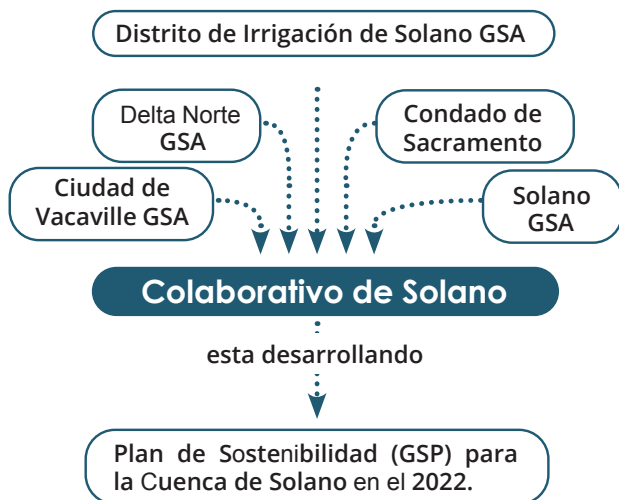 Distrito de Irrigación de Solano GSA
Delta Norte
GSA
Condado de
Sacramento
Ciudad de
Vacaville GSA
Solano
GSA
Colaborativo de Solano
esta desarrollando
Plan de Sostenibilidad (GSP) para
la Cuenca de Solano en el 2022.